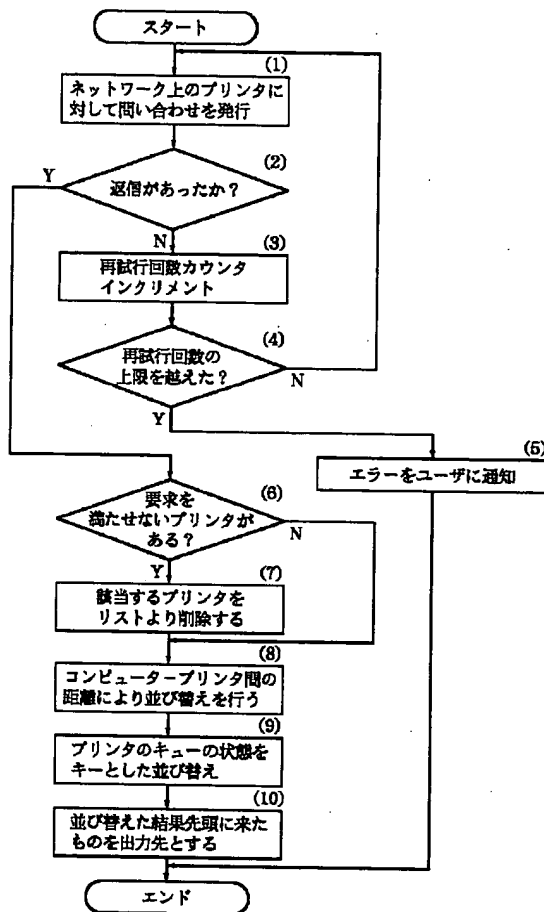 スタート
(1)
ネットワーク上のプリンタに
対して問い合わせを発行
(2)
Y
返信があったか？
N
(3)
再試行回数カウンタ
インクリメント
(4)
再試行回数の
上限を越えた？
N
Y
(5)
エラーをユーザに通知
(6)
要求を
満たせないプリンタが
ある？
N
Y
(7)
該当するプリンタを
リストより削除する
(8)
コンピュータープリンタ間の
距離により並び替えを行う
(9)
プリンタのキューの状態を
キーとした並び替え
(10)
並び替えた結果先頭に来た
ものを出力先とする
エンド